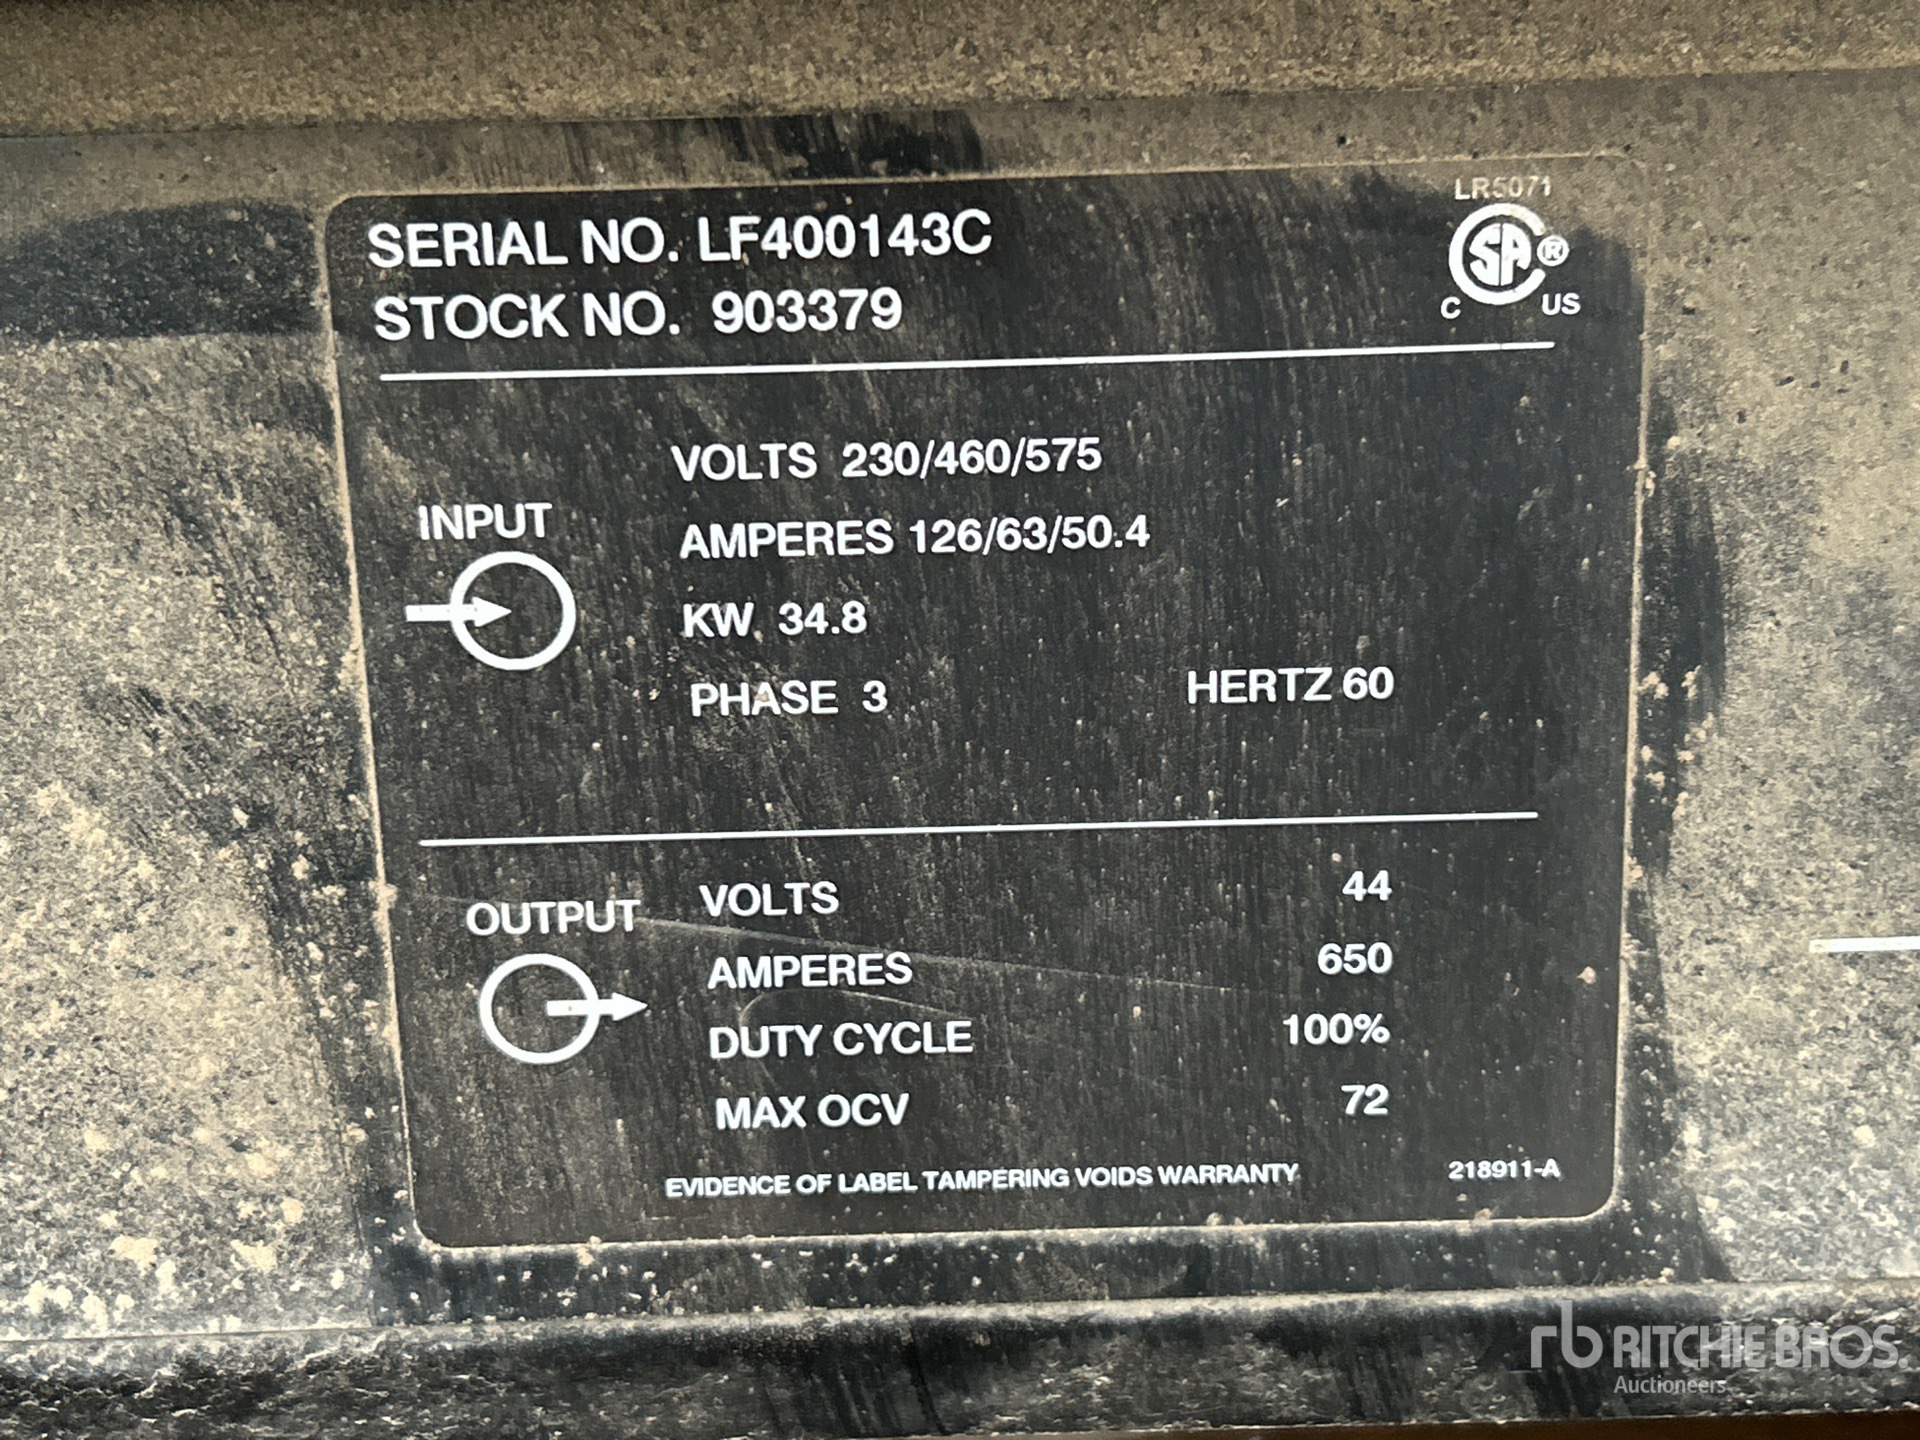 LR5071
SERIAL NO. LF400143C
SA ®
C US
STOCK NO. 903379
VOLTS 230/460/575
INPUT
AMPERES 126/63/50.4
KW 34.8
PHASE 3 HERTZ 60
VOLTS 44
OUTPUT
AMPERES 650
DUTY CYCLE 100%
MAX OCV 72
EVIDENCE OF LABEL TAMPERING VOIDS WARRANTY 218911-A
rb RITCHIE BROS.
Auctioneers